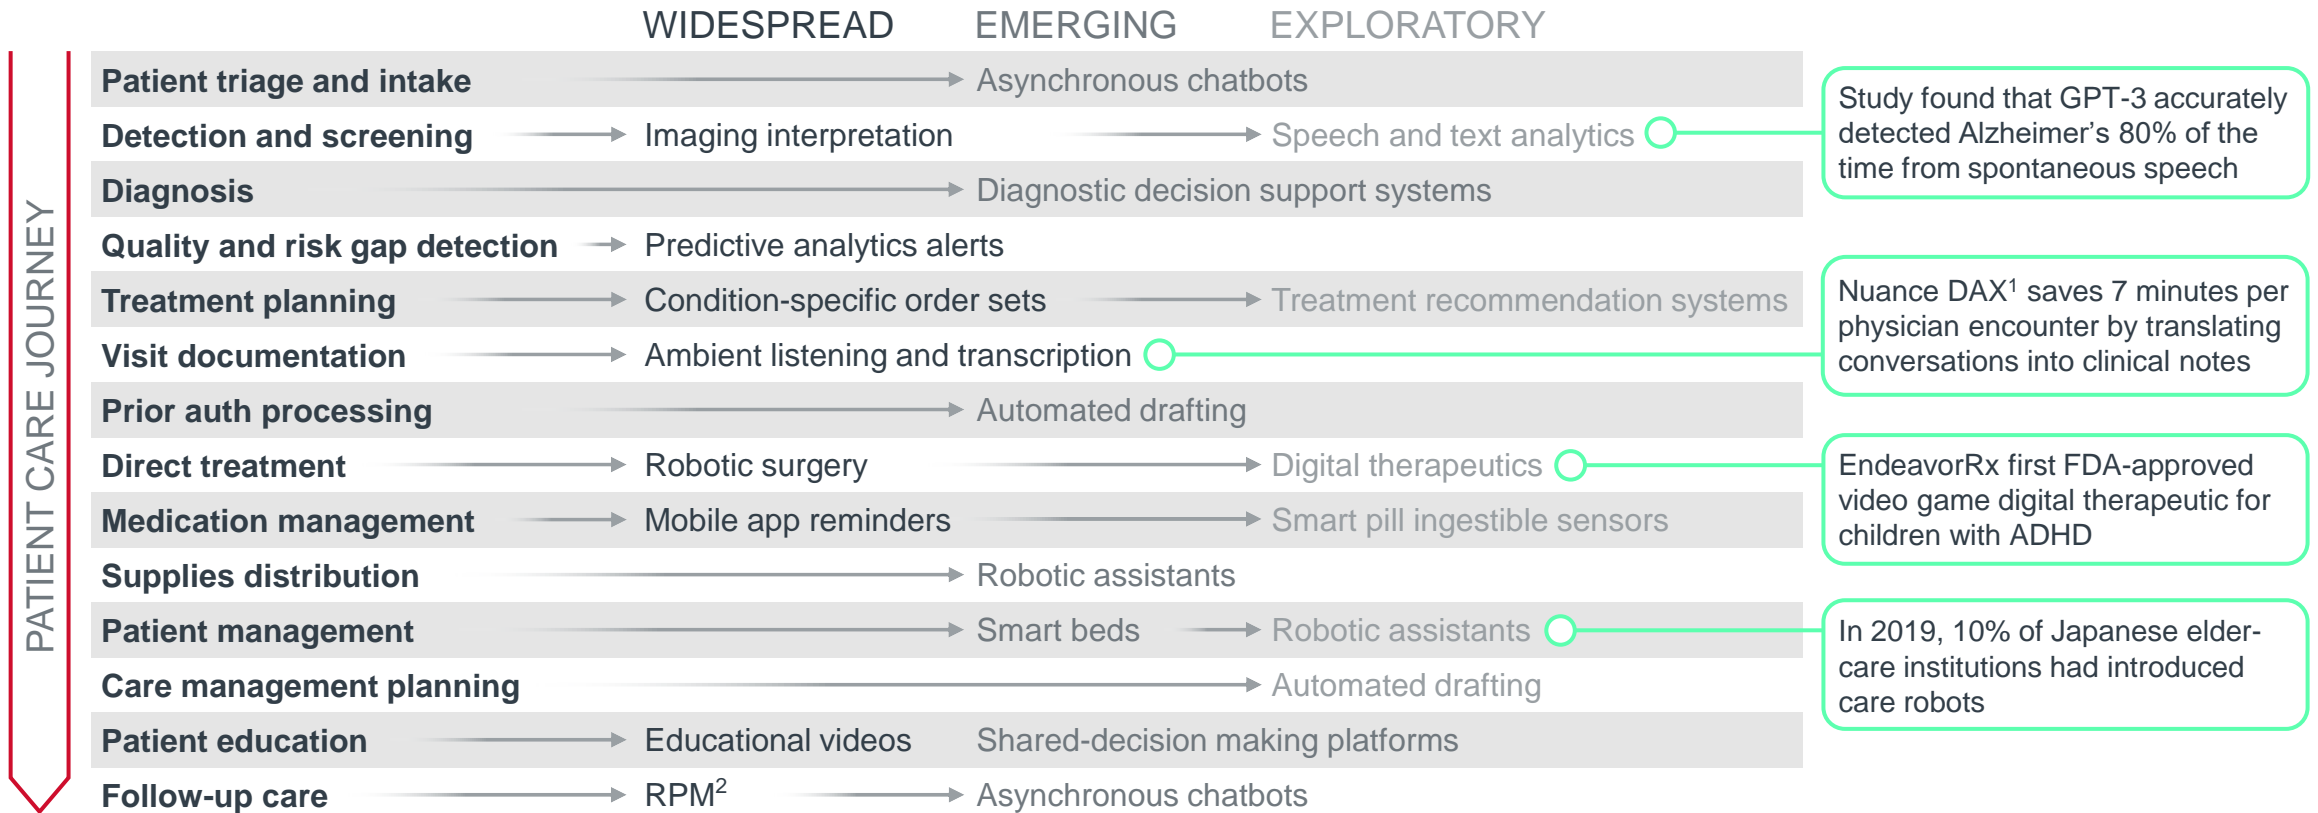 WIDESPREAD EMERGING EXPLORATORY
PATIENT CARE JOURNEY
Patient triage and intake Asynchronous chatbots
Detection and screening Imaging interpretation Speech and text analytics
Diagnosis Diagnostic decision support systems
Quality and risk gap detection Predictive analytics alerts
Treatment planning Condition-specific order sets Treatment recommendation systems
Visit documentation Ambient listening and transcription
Prior auth processing Automated drafting
Direct treatment Robotic surgery Digital therapeutics
Medication management Mobile app reminders Smart pill ingestible sensors
Supplies distribution Robotic assistants
Patient management Smart beds Robotic assistants
Care management planning Automated drafting
Patient education Educational videos Shared-decision making platforms
Follow-up care RPM² Asynchronous chatbots
Study found that GPT-3 accurately
detected Alzheimer’s 80% of the
time from spontaneous speech
Nuance DAX¹ saves 7 minutes per
physician encounter by translating
conversations into clinical notes
EndeavorRx first FDA-approved
video game digital therapeutic for
children with ADHD
In 2019, 10% of Japanese elder-
care institutions had introduced
care robots